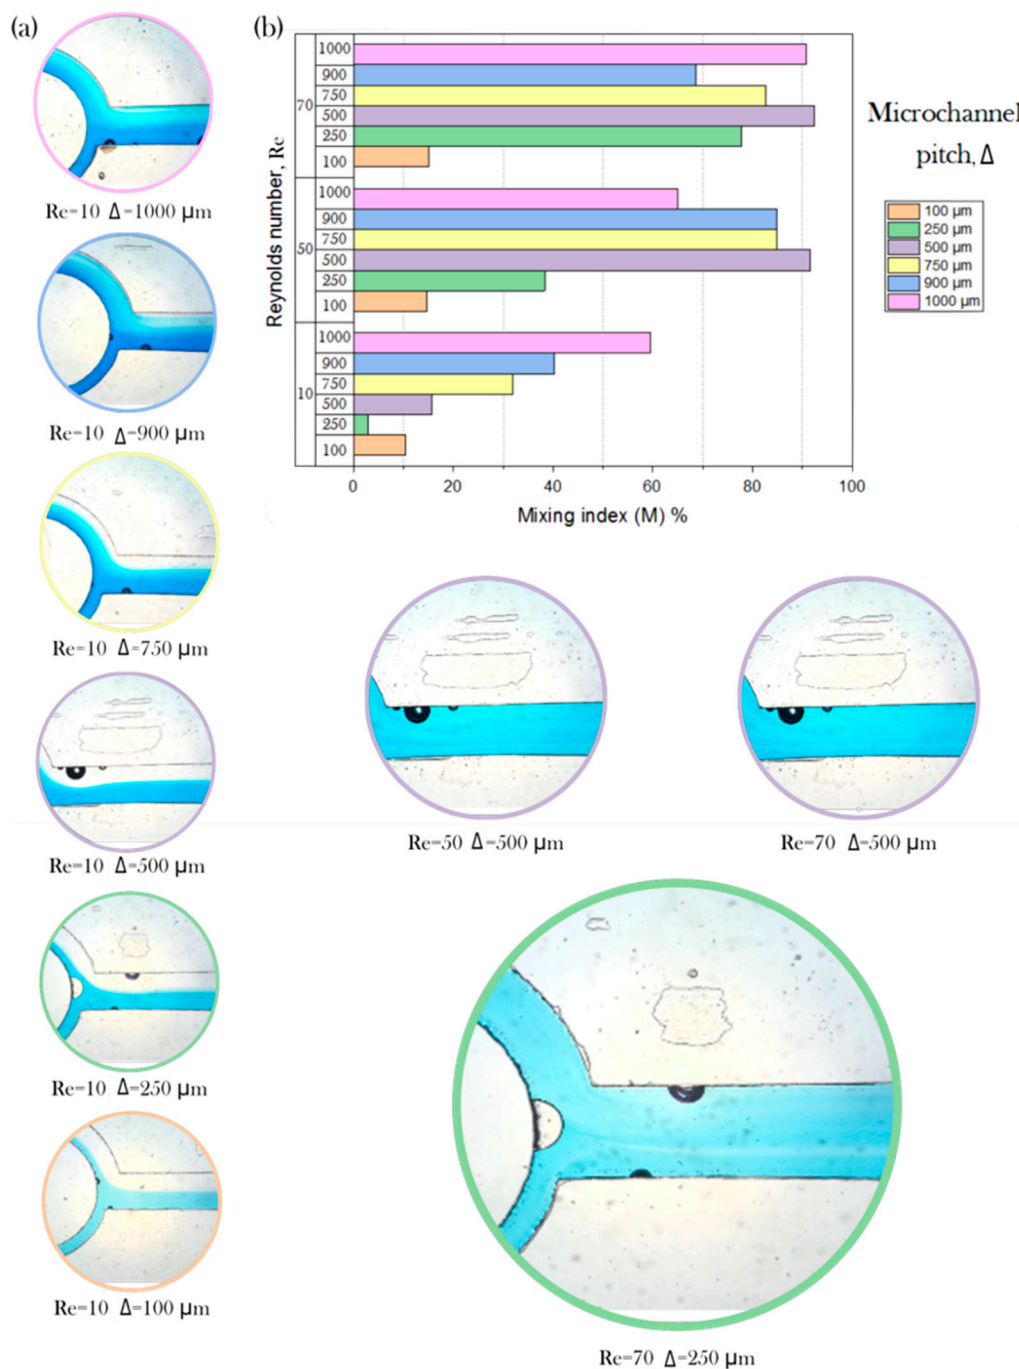 (a)
Re=10 Δ=1000 µm
Re=10 Δ=900 µm
Re=10 Δ=750 µm
Re=10 Δ=500 µm
Re=10 Δ=250 µm
Re=10 Δ=100 µm
(b)
Reynolds number, Re
70
1000
900
750
500
250
100
50
1000
900
750
500
250
100
10
1000
900
750
500
250
100
0 20 40 60 80 100
Mixing index (M) %
Microchannel
pitch, Δ
100 µm
250 µm
500 µm
750 µm
900 µm
1000 µm
Re=50 Δ=500 µm
Re=70 Δ=500 µm
Re=70 Δ=250 µm